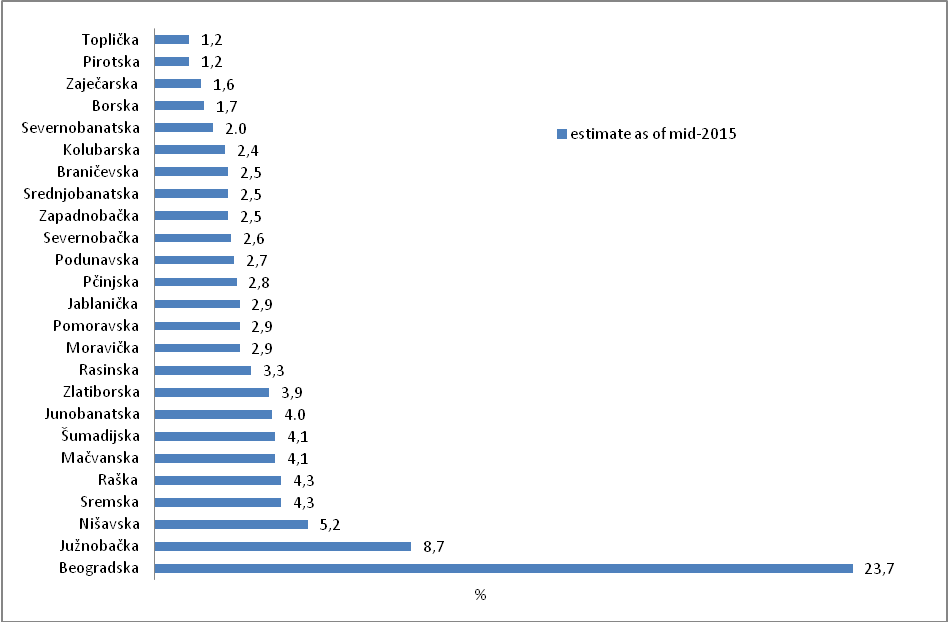 Toplička 1,2
Pirotska 1,2
Zaječarska 1,6
Borska 1,7
Severnobanatska 2.0
estimate as of mid-2015
Kolubarska 2,4
Braničevska 2,5
Srednjobanatska 2,5
Zapadnobačka 2,5
Severnobačka 2,6
Podunavska 2,7
Pčinjska 2,8
Jablanička 2,9
Pomoravska 2,9
Moravička 2,9
Rasinska 3,3
Zlatiborska 3,9
Junobanatska 4.0
Šumadijska 4,1
Mačvanska 4,1
Raška 4,3
Sremska 4,3
Nišavska 5,2
Južnobačka 8,7
Beogradska 23,7
%